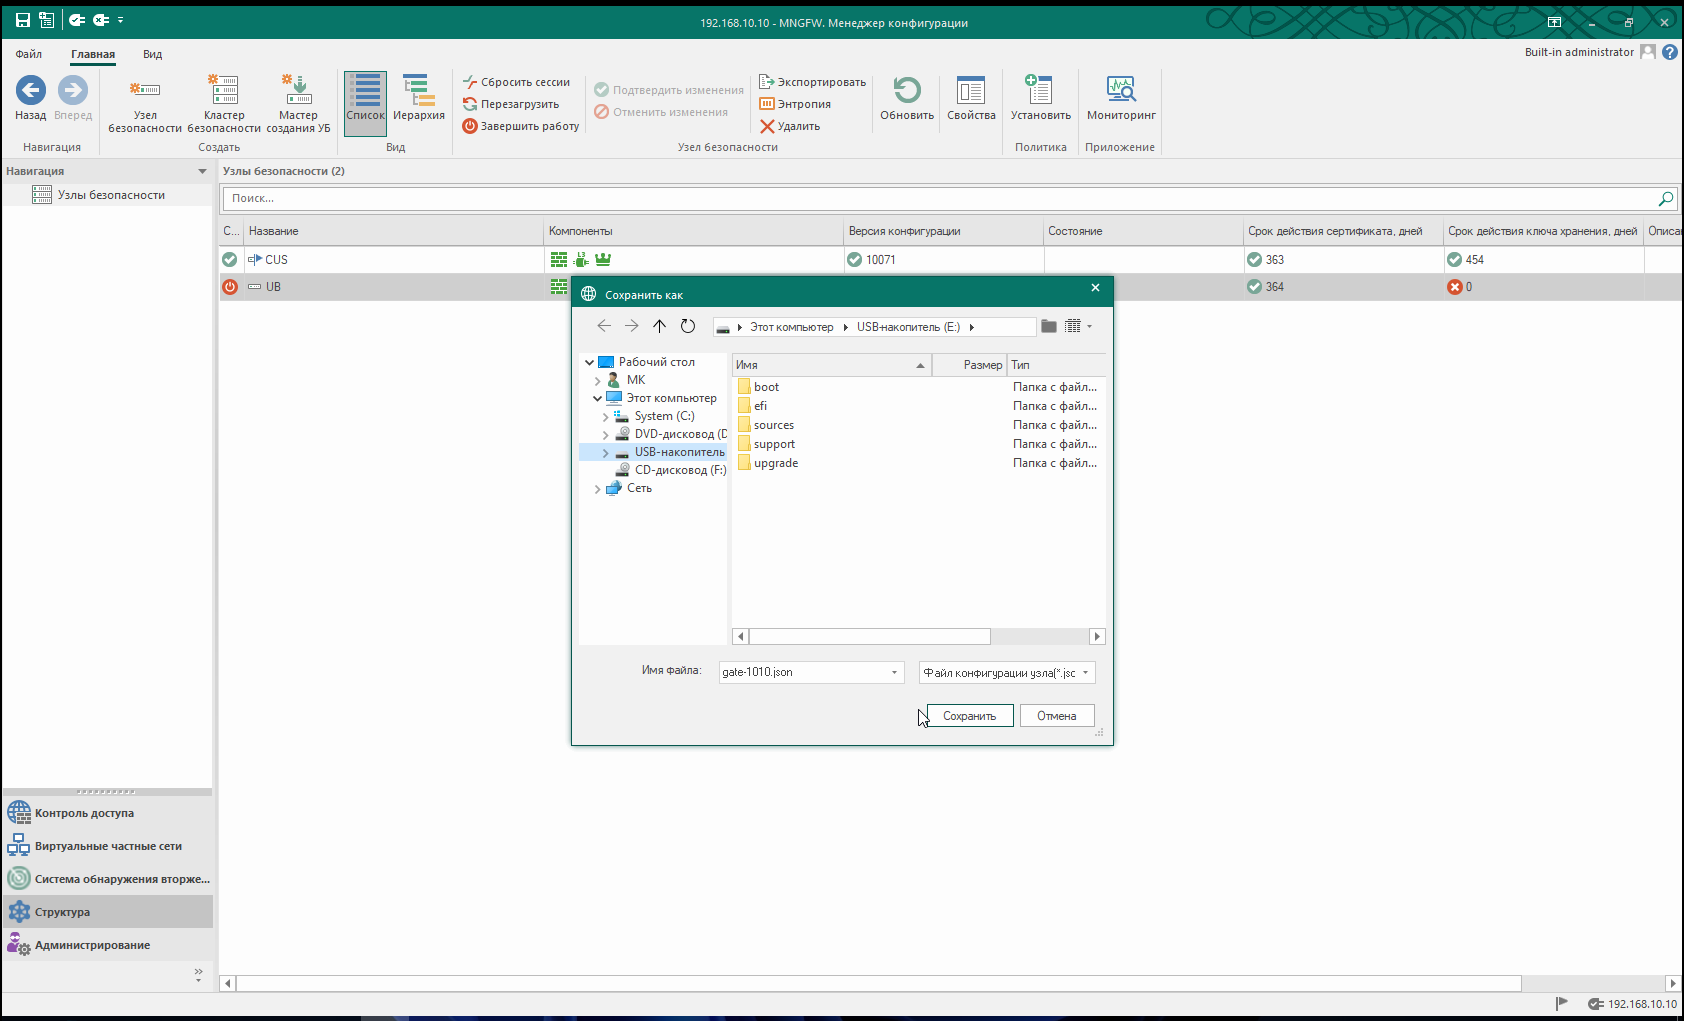 192.168.10.10 - MNGFW. Менеджер конфигурации
Файл
Главная
Вид
Built-in administrator
Назад
Вперед
Навигация
Узел безопасности
Кластер безопасности
Мастер создания УБ
Создать
Список
Иерархия
Вид
Сбросить сессии
Перезагрузить
Завершить работу
Подтвердить изменения
Отменить изменения
Экспортировать
Энтропия
Удалить
Обновить
Свойства
Узел безопасности
Установить
Политика
Мониторинг
Приложение
Навигация
Узлы безопасности
Узлы безопасности (2)
Поиск...
С... Название Компоненты Версия конфигурации Состояние Срок действия сертификата, дней Срок действия ключа хранения, дней Описа
CUS L3 10071 363 454
UB 364 0
Сохранить как
Этот компьютер USB-накопитель (E:)
Рабочий стол
МК
Этот компьютер
System (C:)
DVD-дисковод (D
USB-накопитель
CD-дисковод (F:)
Сеть
Имя Размер Тип
boot Папка с файл...
efi Папка с файл...
sources Папка с файл...
support Папка с файл...
upgrade Папка с файл...
Имя файла: gate-1010.json Файл конфигурации узла(*.jsc
Сохранить Отмена
Контроль доступа
Виртуальные частные сети
Система обнаружения вторже...
Структура
Администрирование
192.168.10.10